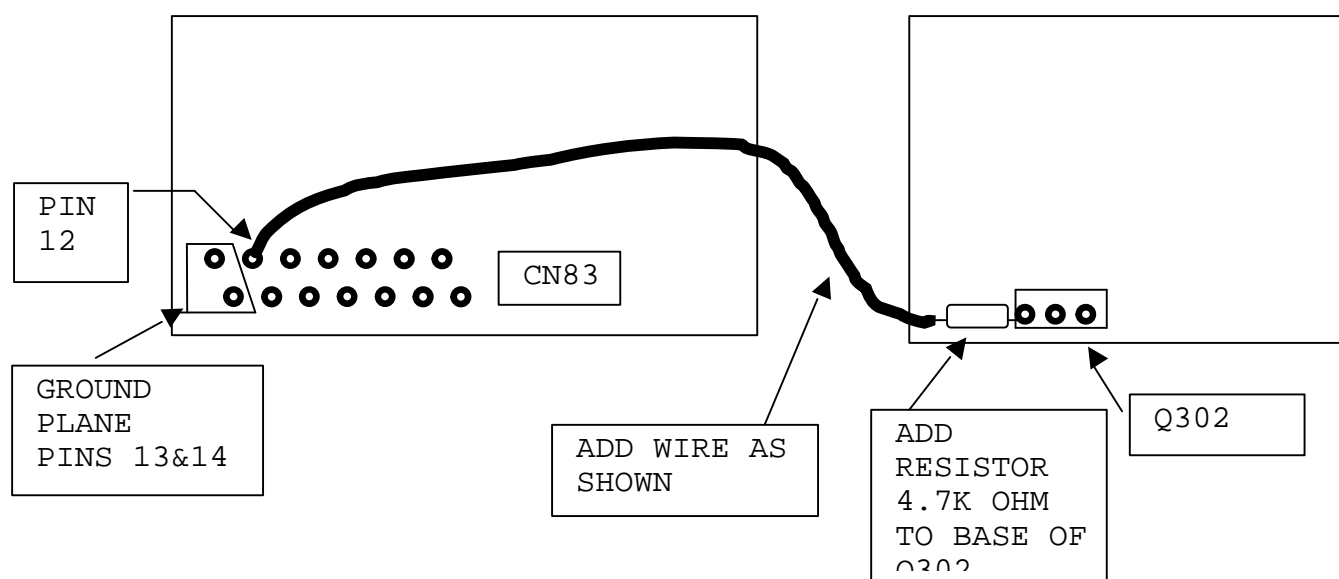 PIN
12
CN83
GROUND
PLANE
PINS 13&14
ADD WIRE AS
SHOWN
ADD
RESISTOR
4.7K OHM
TO BASE OF
Q302
Q302